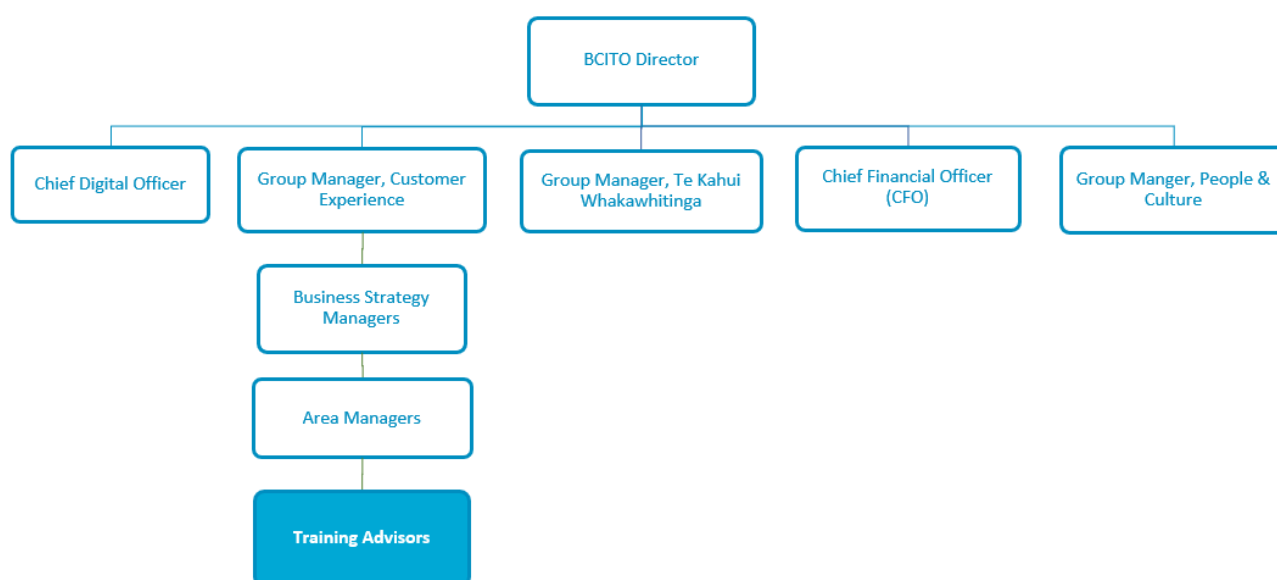 BCITO Director
Chief Digital Officer
Group Manager, Customer
Experience
Group Manager, Te Kahui
Whakawhitinga
Chief Financial Officer
(CFO)
Group Manger, People &
Culture
Business Strategy
Managers
Area Managers
Training Advisors